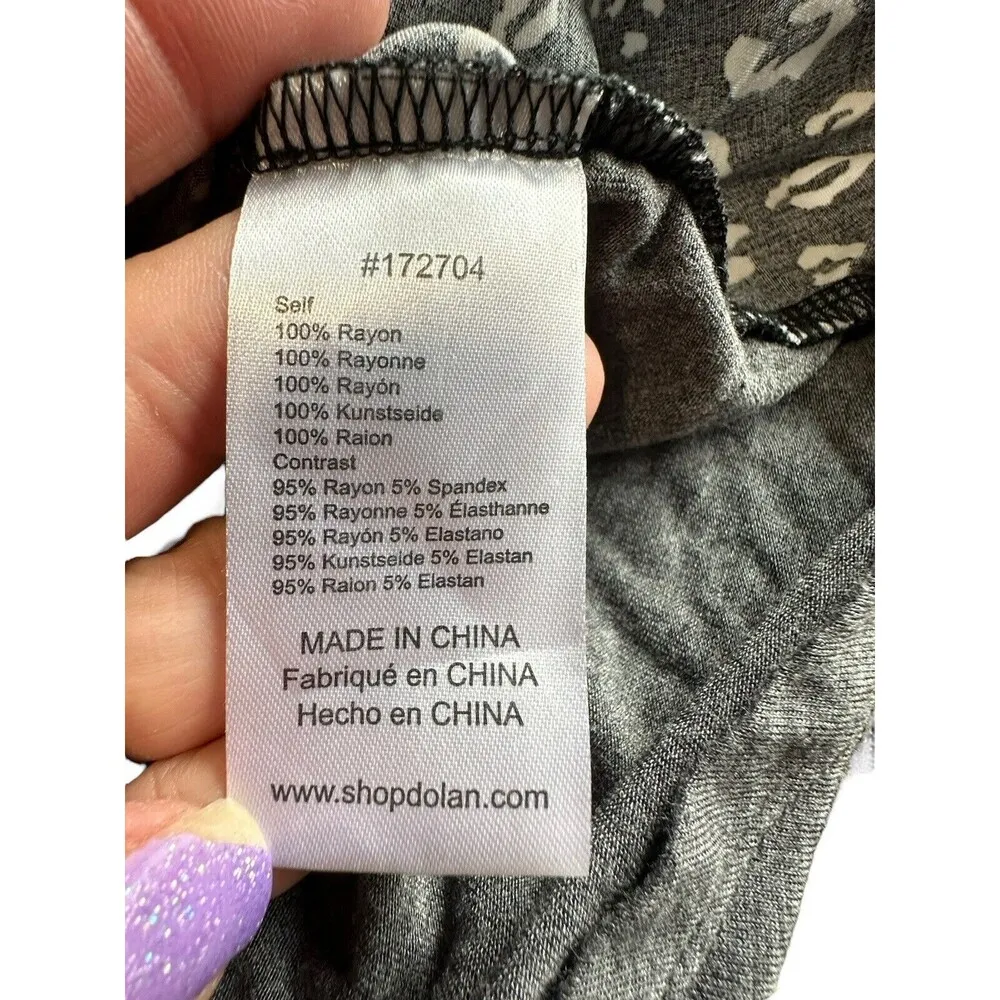 #172704
Self
100% Rayon
100% Rayonne
100% Rayón
100% Kunstseide
100% Raion
Contrast
95% Rayon 5% Spandex
95% Rayonne 5% Élasthanne
95% Rayón 5% Elastano
95% Kunstseide 5% Elastan
95% Raion 5% Elastan
MADE IN CHINA
Fabriqué en CHINA
Hecho en CHINA
www.shopdolan.com